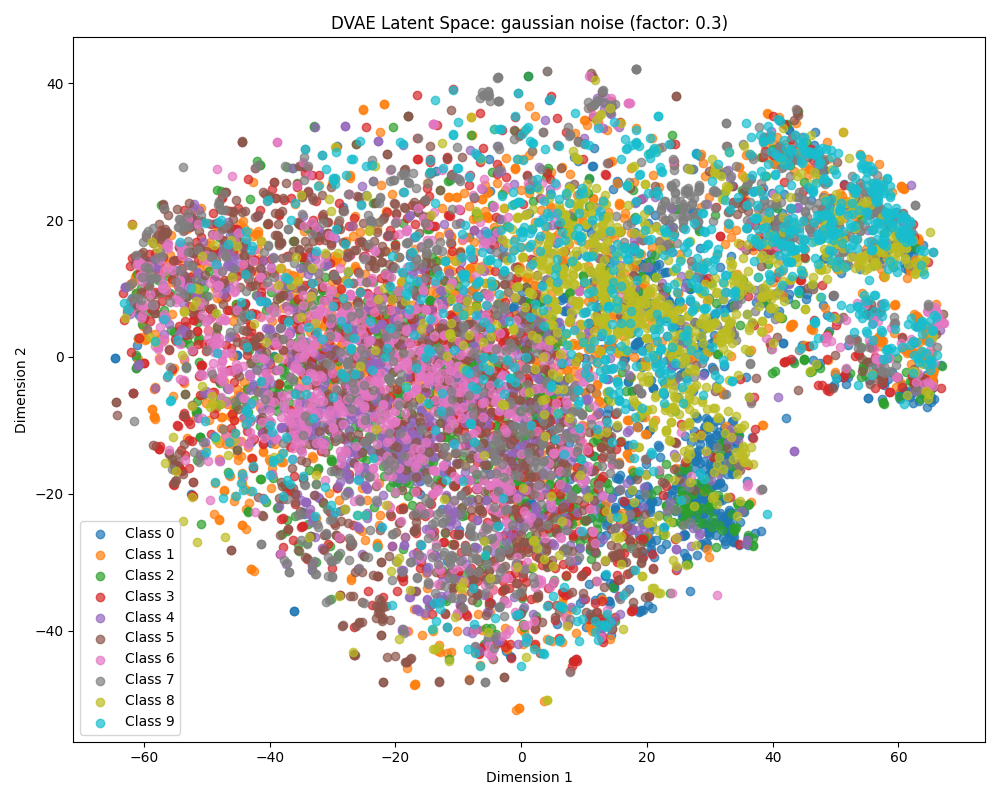 DVAE Latent Space: gaussian noise (factor: 0.3)
40
20
0
−20
−40
Dimension 2
Class 0
Class 1
Class 2
Class 3
Class 4
Class 5
Class 6
Class 7
Class 8
Class 9
−60 −40 −20 0 20 40 60
Dimension 1